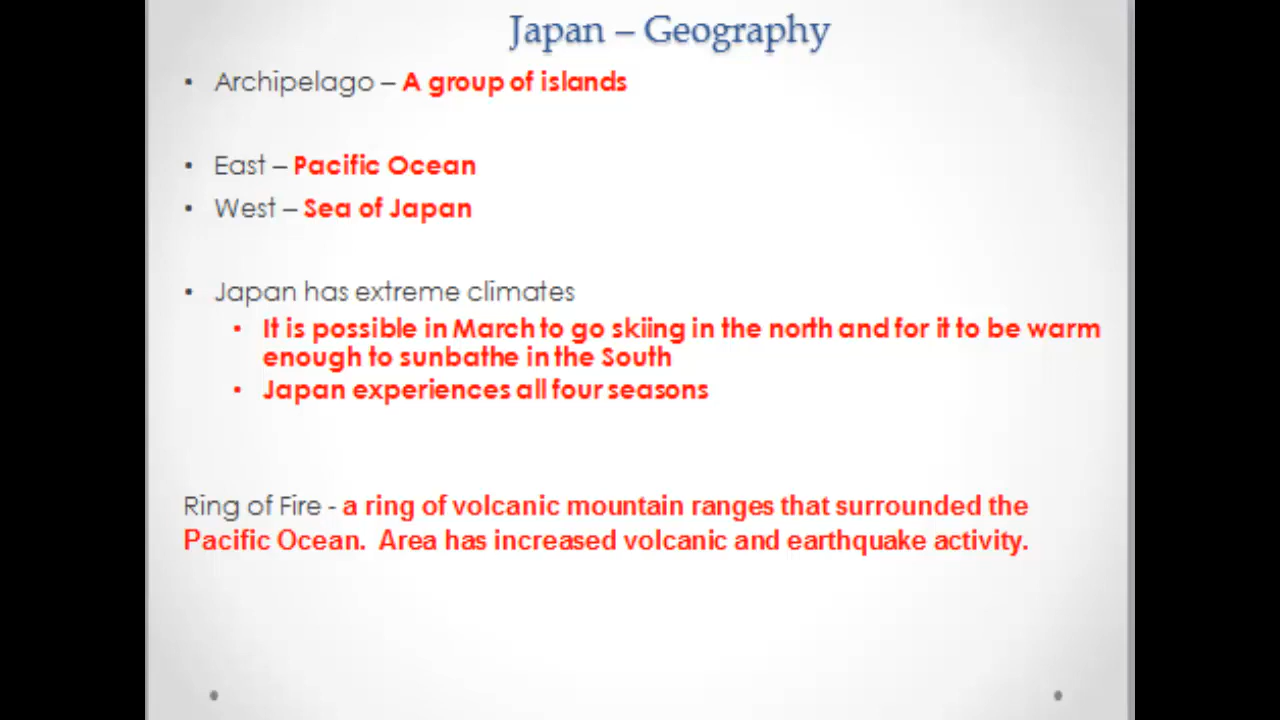 Japan – Geography
• Archipelago – A group of islands
• East – Pacific Ocean
• West – Sea of Japan
• Japan has extreme climates
• It is possible in March to go skiing in the north and for it to be warm
enough to sunbathe in the South
• Japan experiences all four seasons
Ring of Fire - a ring of volcanic mountain ranges that surrounded the
Pacific Ocean. Area has increased volcanic and earthquake activity.